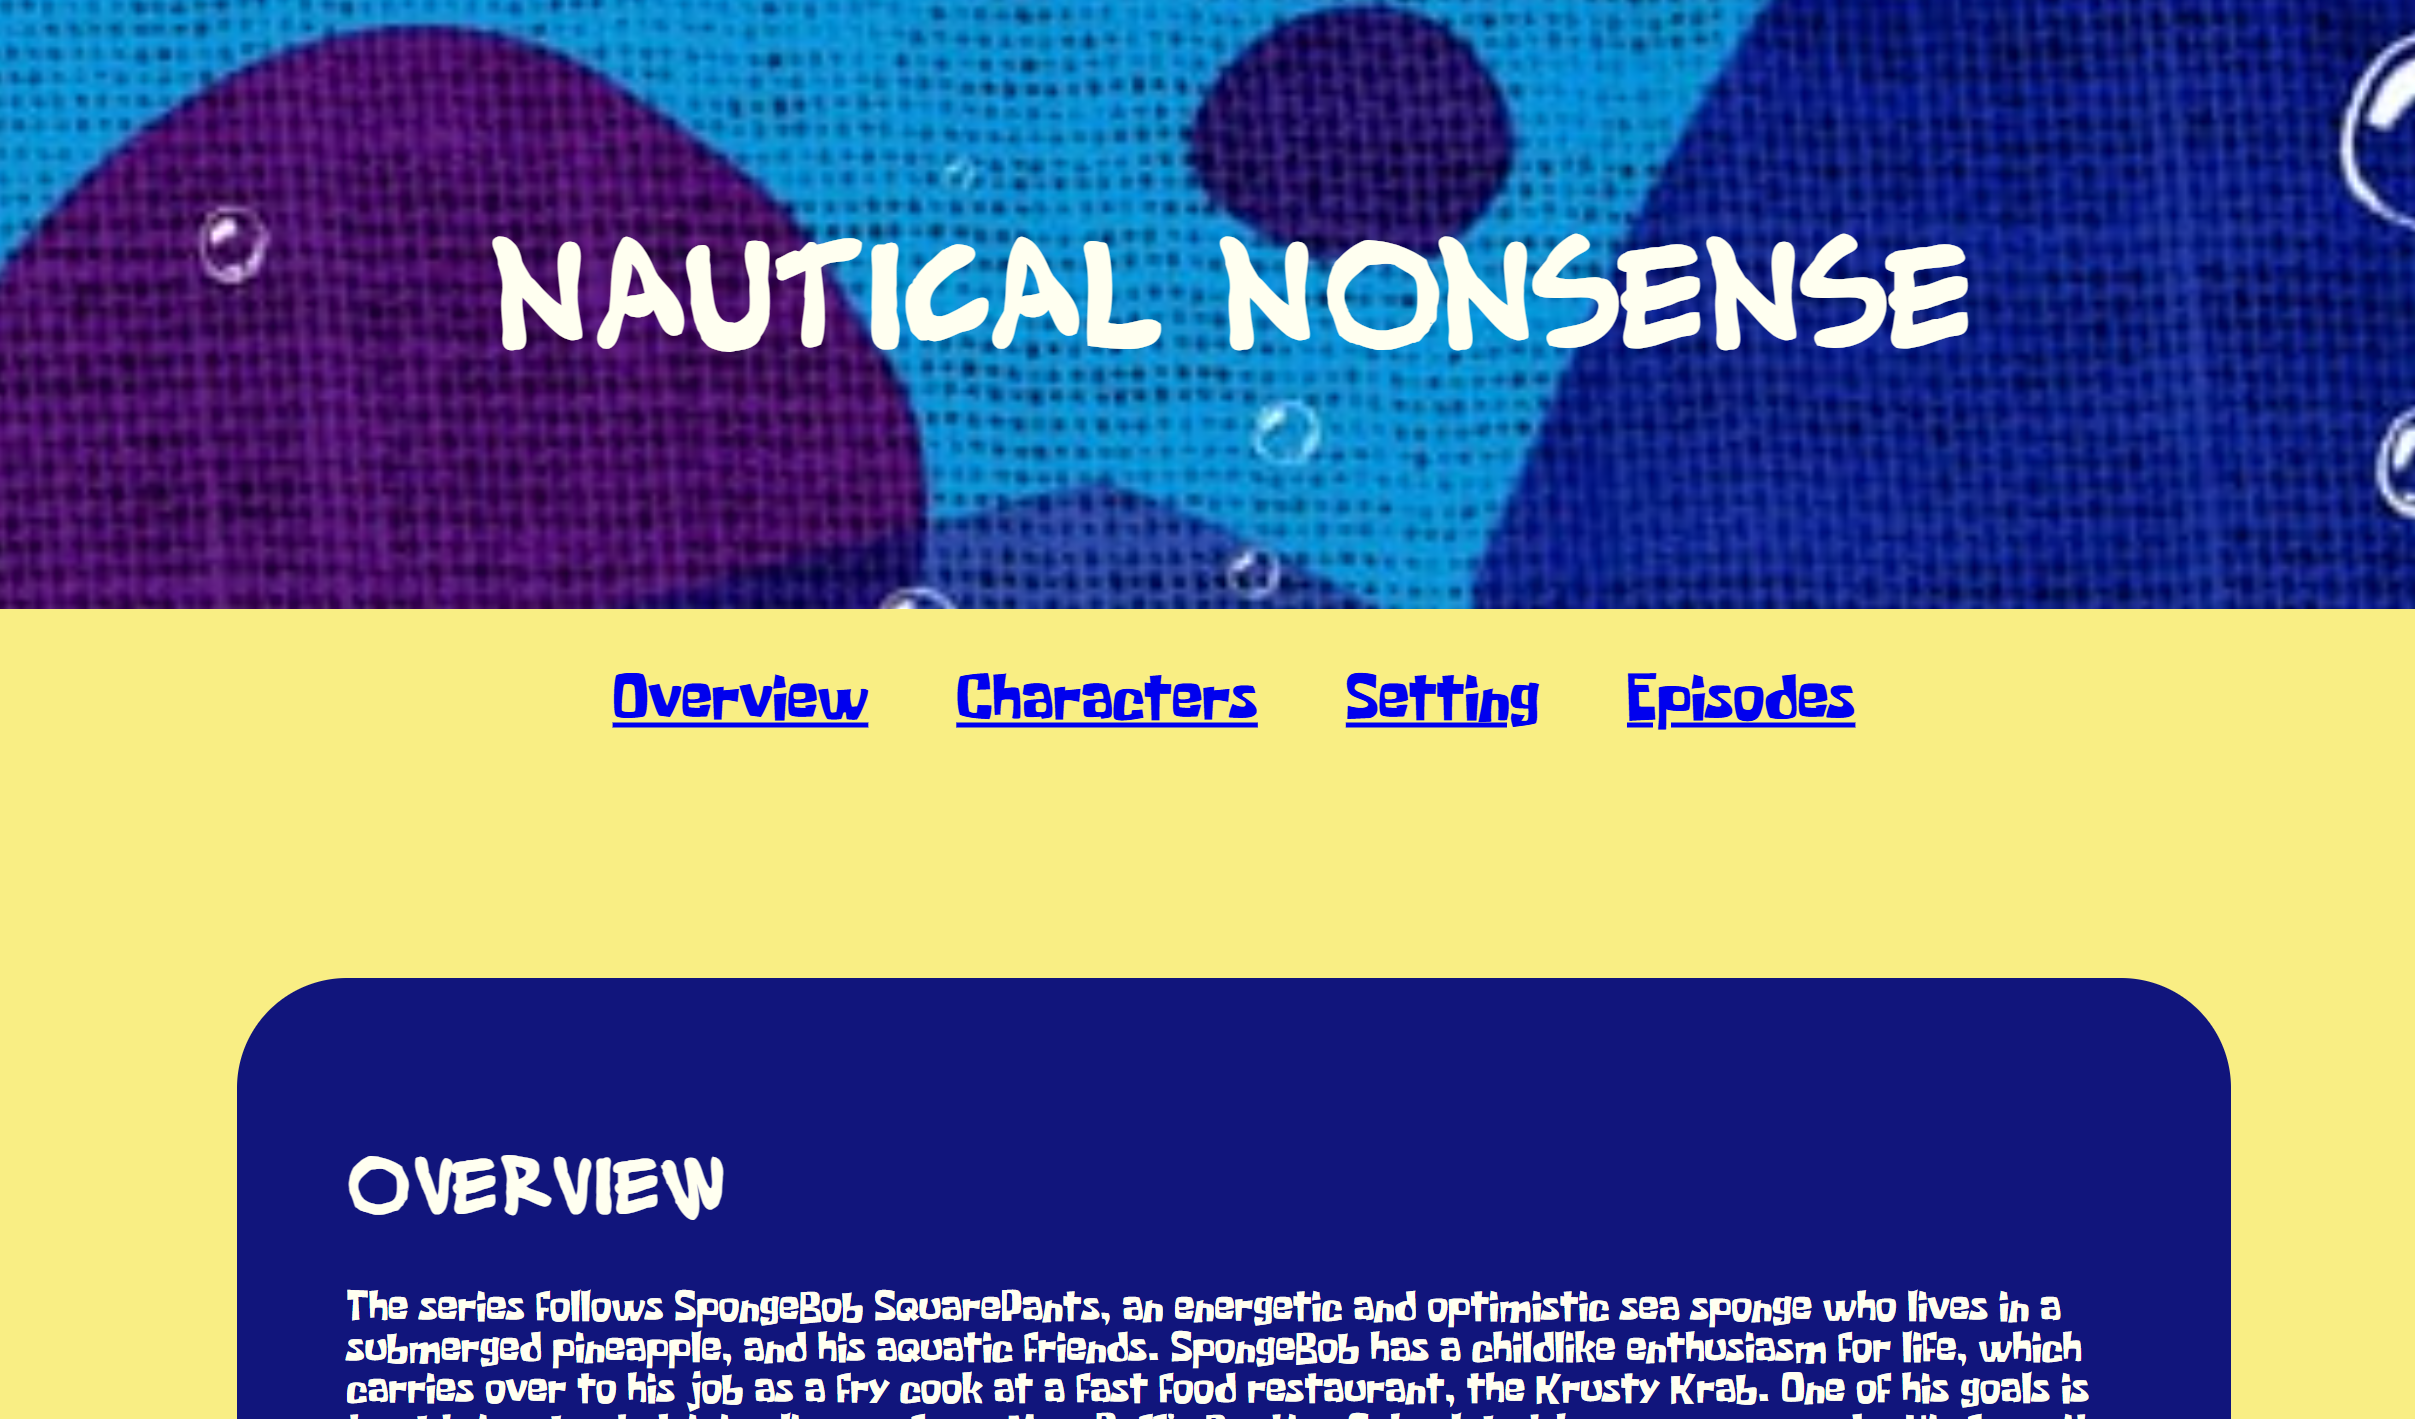 NAUTICAL NONSENSE
Overview Characters Setting Episodes
OVERVIEW
The series follows SpongeBob SquarePants, an energetic and optimistic sea sponge who lives in a
submerged pineapple, and his aquatic friends. SpongeBob has a childlike enthusiasm for life, which
carries over to his job as a fry cook at a fast food restaurant, the Krusty Krab. One of his goals is